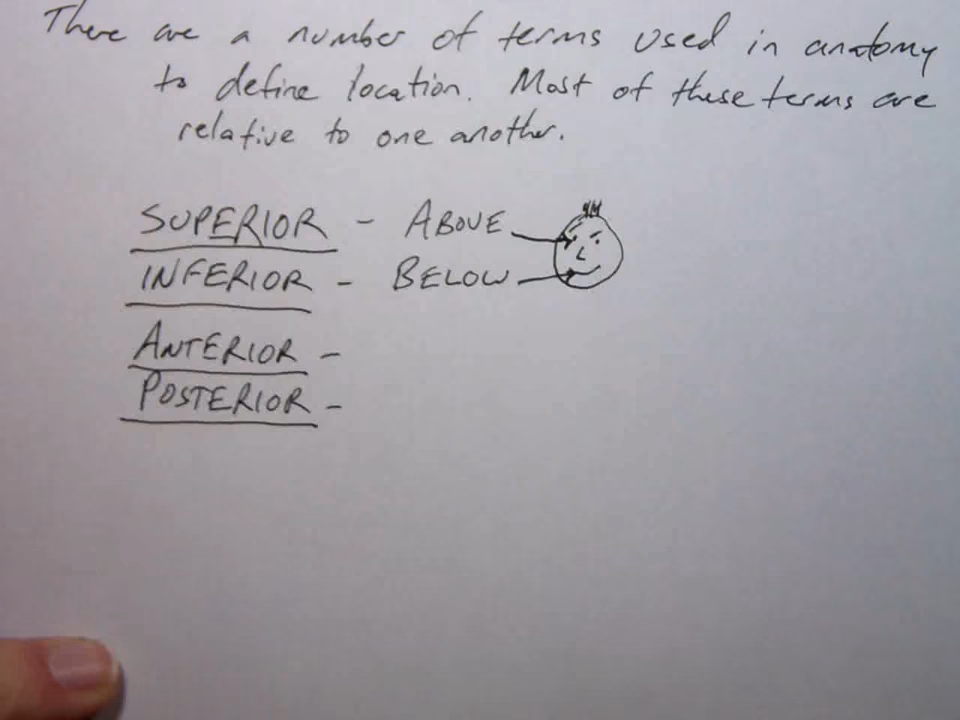 There are a number of terms used in anatomy
to define location. Most of these terms are
relative to one another.
SUPERIOR - ABOVE
INFERIOR - BELOW
ANTERIOR -
POSTERIOR -